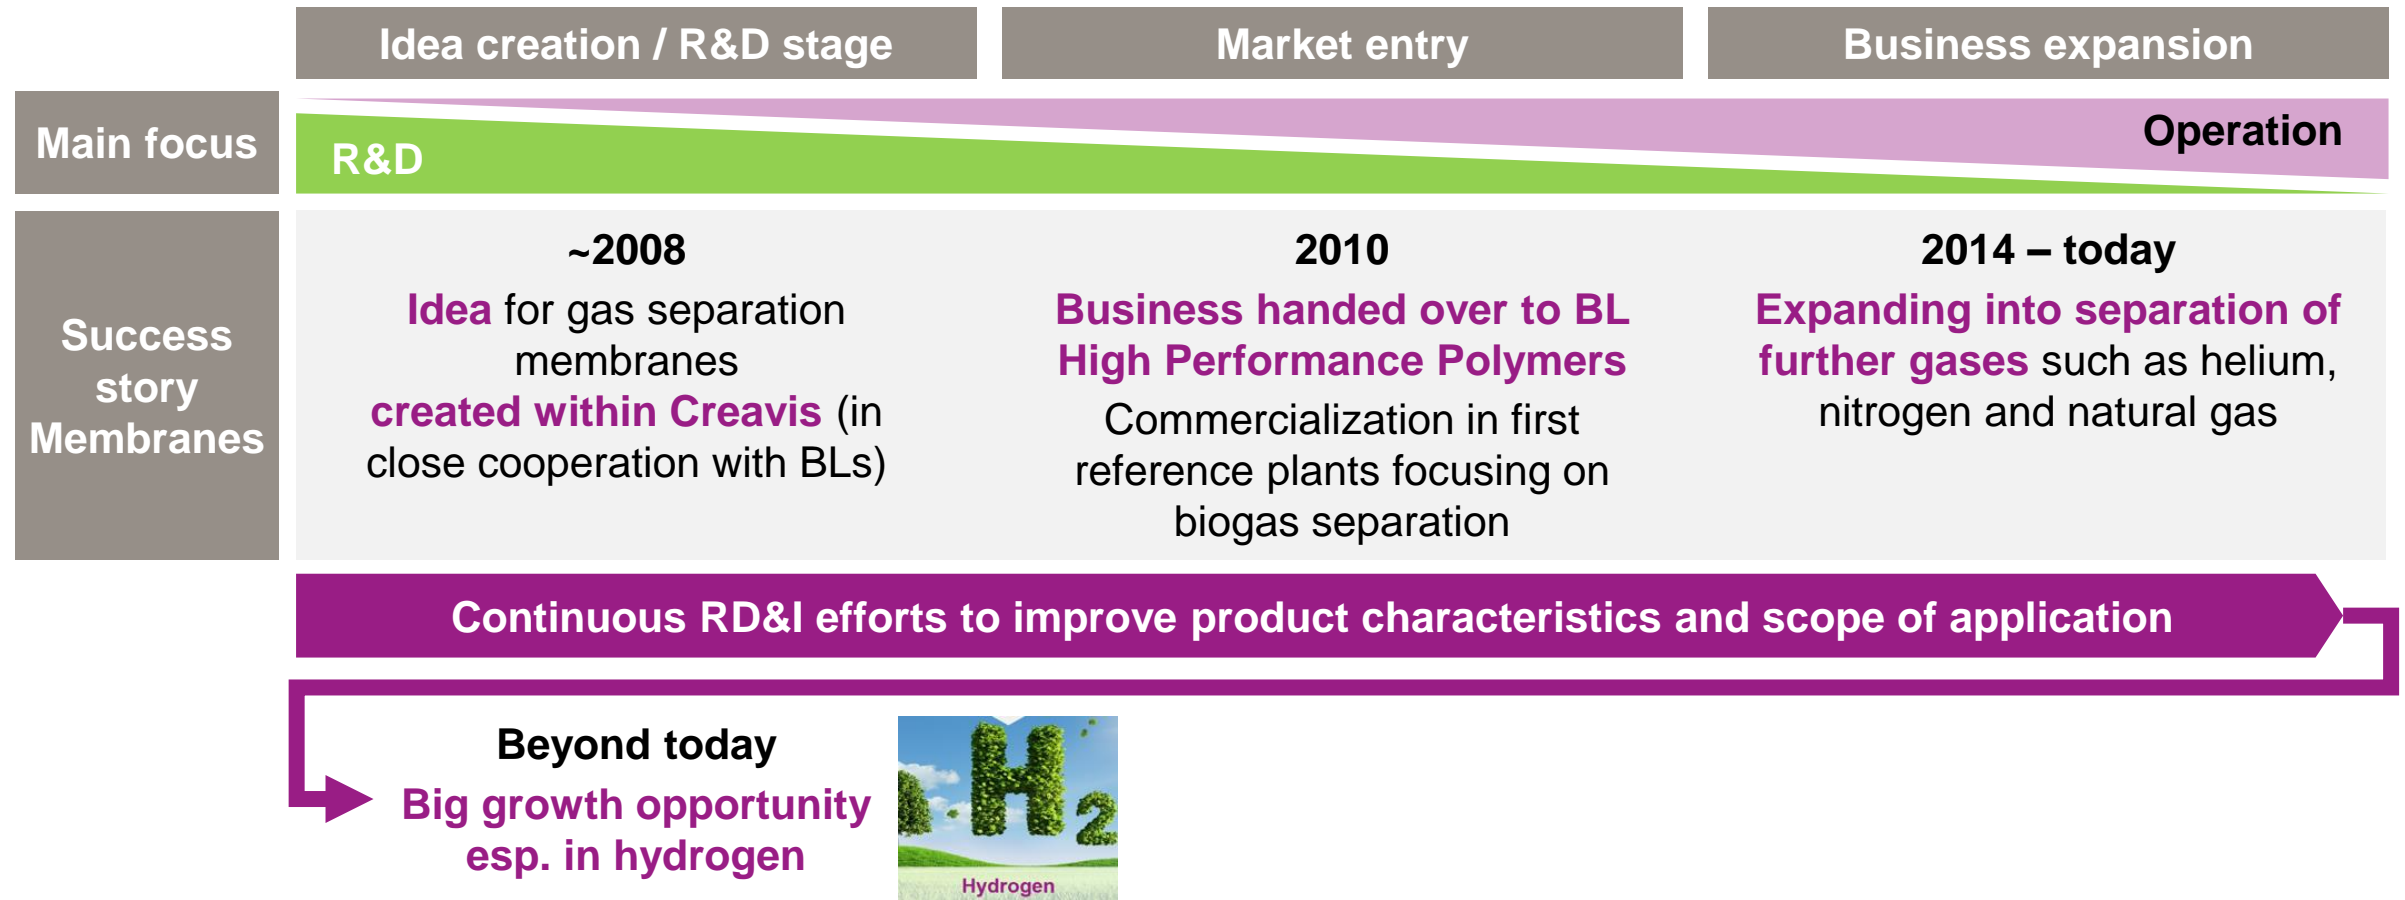 Idea creation / R&D stage
Market entry
Business expansion
Main focus
R&D
Operation
Success
story
Membranes
~2008
Idea for gas separation
membranes
created within Creavis (in
close cooperation with BLs)
2010
Business handed over to BL
High Performance Polymers
Commercialization in first
reference plants focusing on
biogas separation
2014 – today
Expanding into separation of
further gases such as helium,
nitrogen and natural gas
Continuous RD&I efforts to improve product characteristics and scope of application
Beyond today
Big growth opportunity
esp. in hydrogen
H2
Hydrogen